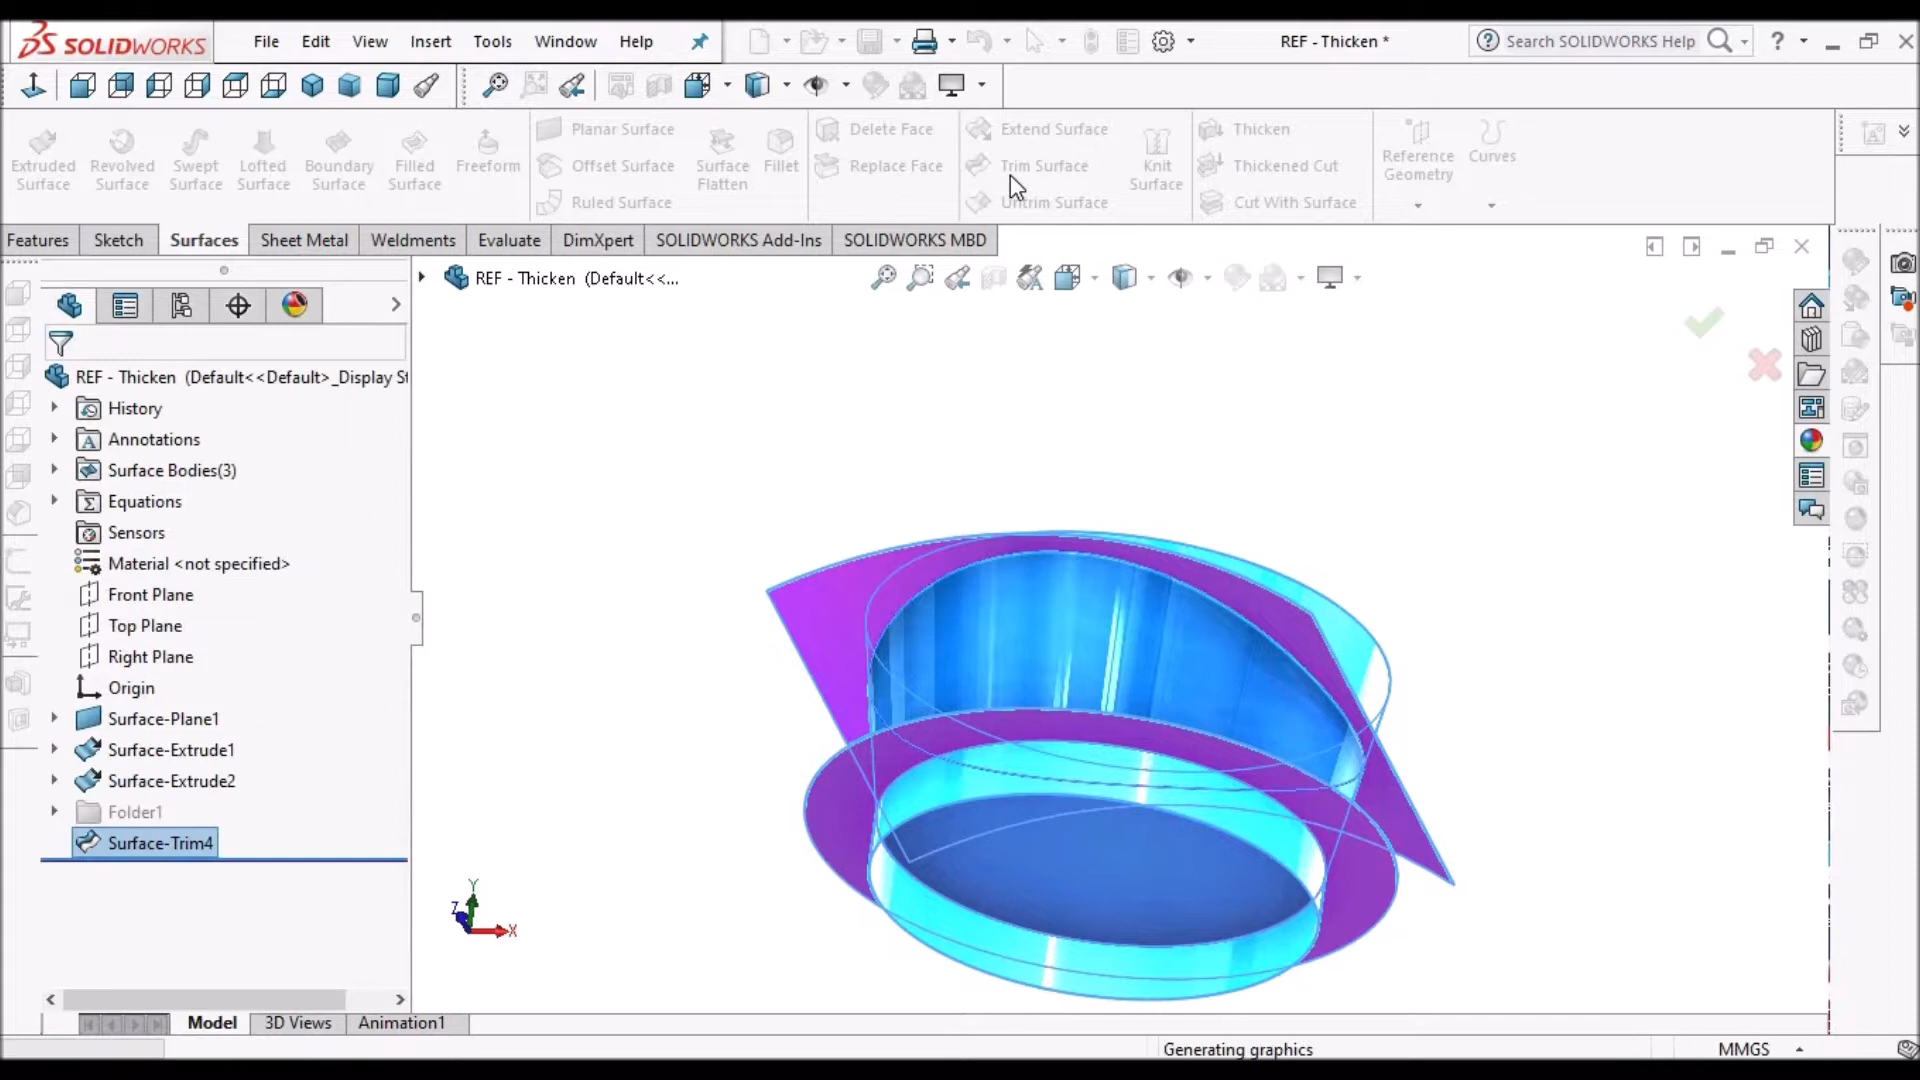 SOLIDWORKS File Edit View Insert Tools Window Help REF - Thicken * Search SOLIDWORKS Help ?
Extruded Surface
Revolved Surface
Swept Surface
Lofted Surface
Boundary Surface
Filled Surface
Freeform
Planar Surface
Offset Surface
Ruled Surface
Surface Flatten
Fillet
Delete Face
Replace Face
Extend Surface
Trim Surface
Untrim Surface
Knit Surface
Thicken
Thickened Cut
Cut With Surface
Reference Geometry
Curves
Features Sketch Surfaces Sheet Metal Weldments Evaluate DimXpert SOLIDWORKS Add-Ins SOLIDWORKS MBD
REF - Thicken (Default<<...
REF - Thicken (Default<<Default>_Display St
History
Annotations
Surface Bodies(3)
Equations
Sensors
Material <not specified>
Front Plane
Top Plane
Right Plane
Origin
Surface-Plane1
Surface-Extrude1
Surface-Extrude2
Folder1
Surface-Trim4
Y
Z
X
Model 3D Views Animation1
Generating graphics MMGS